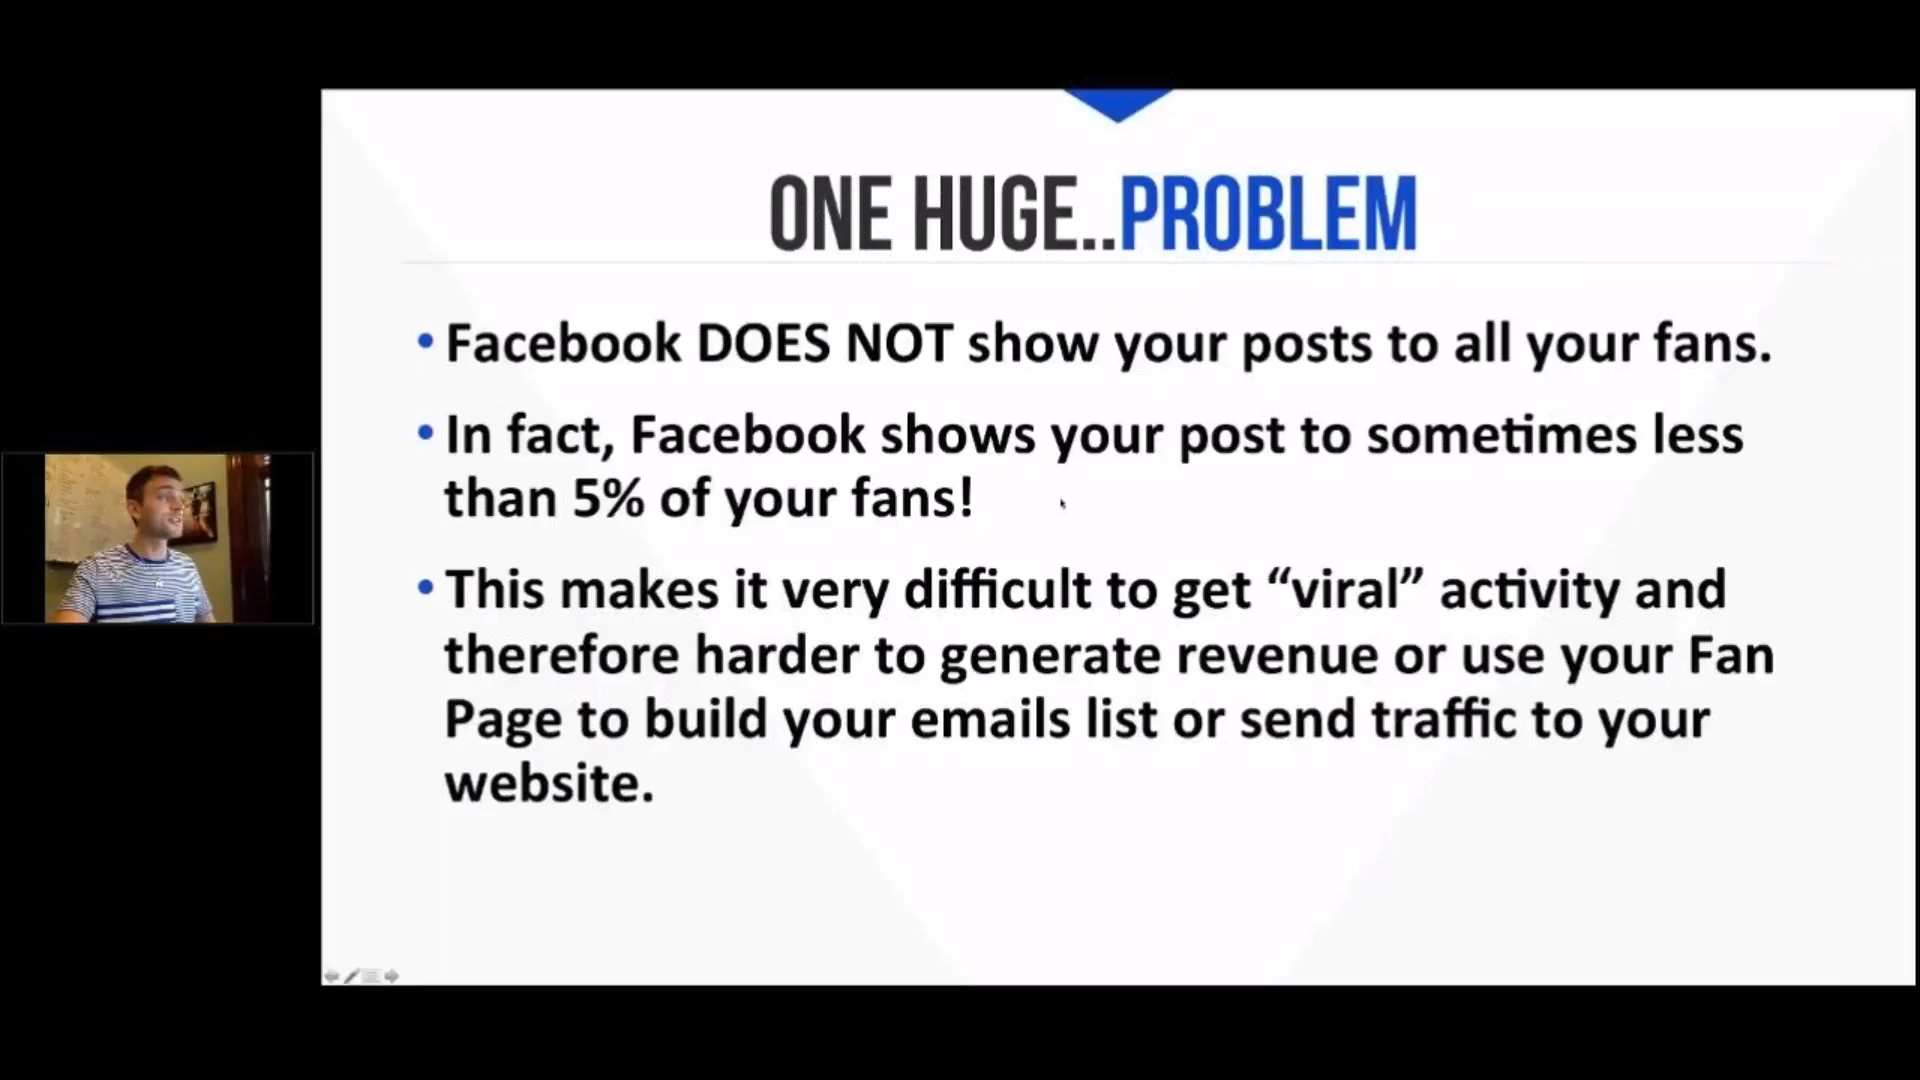 ONE HUGE..PROBLEM
• Facebook DOES NOT show your posts to all your fans.
• In fact, Facebook shows your post to sometimes less
than 5% of your fans!
• This makes it very difficult to get “viral” activity and
therefore harder to generate revenue or use your Fan
Page to build your emails list or send traffic to your
website.